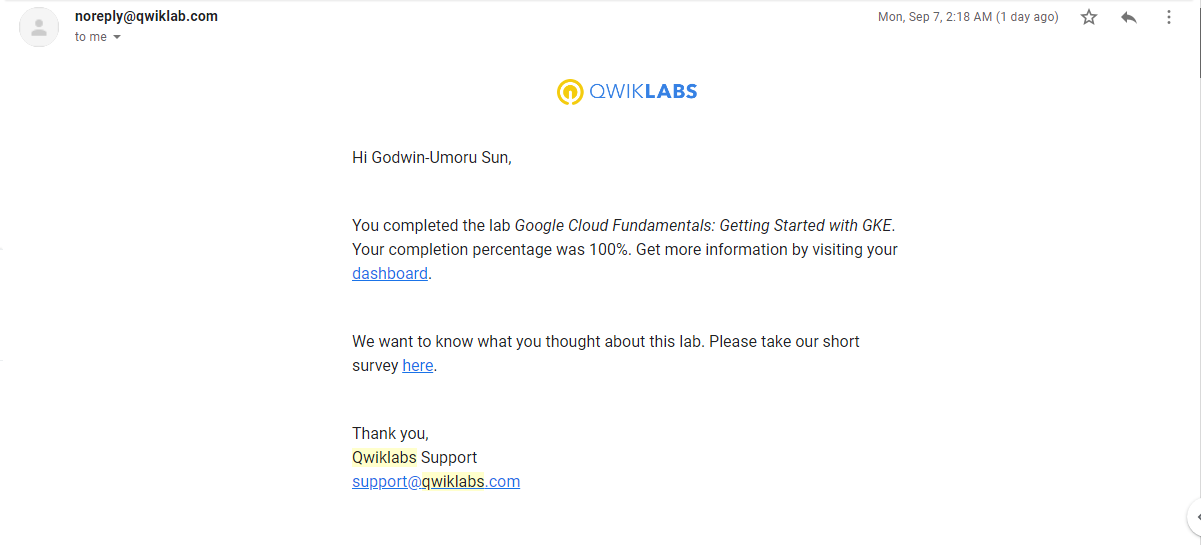 noreply@qwiklab.com
Mon, Sep 7, 2:18 AM (1 day ago)
to me
QWIKLABS
Hi Godwin-Umoru Sun,
You completed the lab Google Cloud Fundamentals: Getting Started with GKE.
Your completion percentage was 100%. Get more information by visiting your
dashboard.
We want to know what you thought about this lab. Please take our short
survey here.
Thank you,
Qwiklabs Support
support@qwiklabs.com